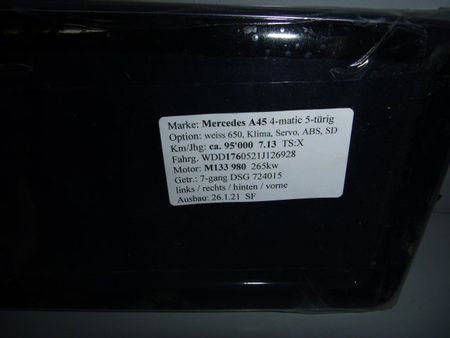 Marke: Mercedes A45 4-matic 5-türig
Option: weiss 650, Klima, Servo, ABS, SD
Km/Jhg: ca. 95'000 7.13 TS:X
Fahrg. WDD1760521J126928
Motor: M133 980 265kw
Getr.: 7-gang DSG 724015
links / rechts / hinten / vorne
Ausbau: 26.1.21 SF